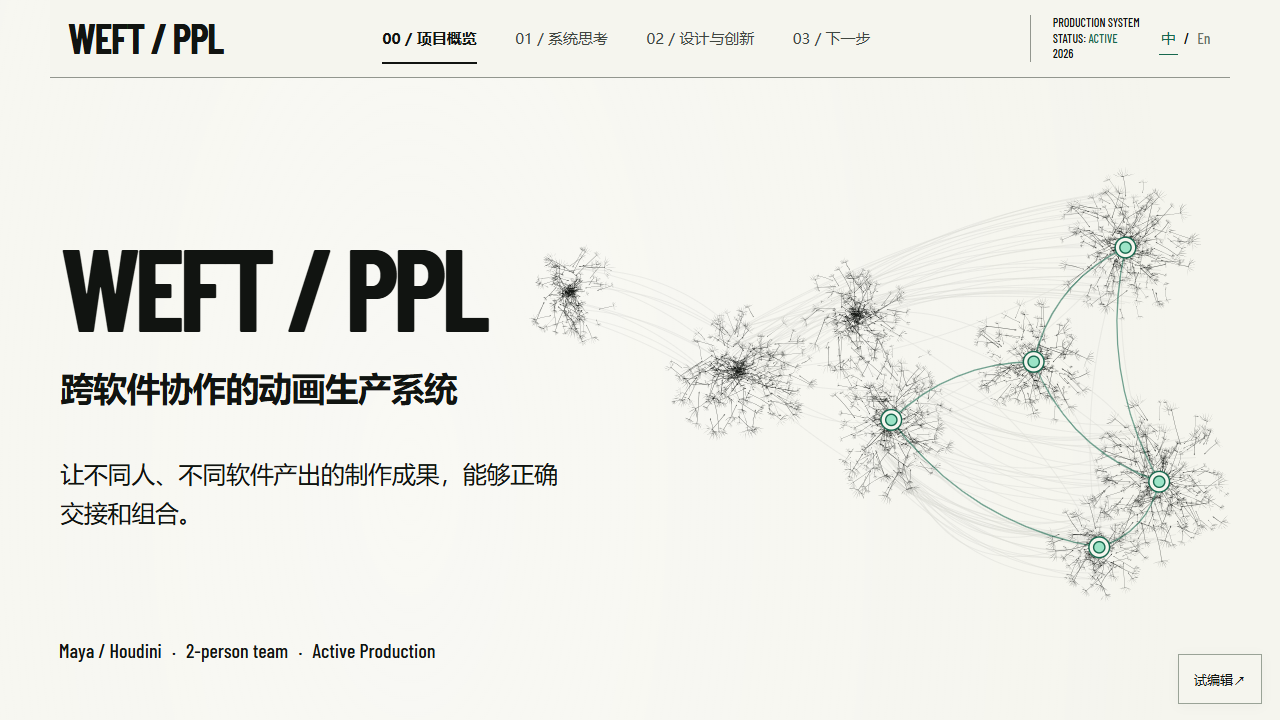 WEFT / PPL
00 / 项目概览
01 / 系统思考
02 / 设计与创新
03 / 下一步
PRODUCTION SYSTEM
STATUS: ACTIVE
2026
中 / En
WEFT / PPL
跨软件协作的动画生产系统
让不同人、不同软件产出的制作成果，能够正确
交接和组合。
Maya / Houdini · 2-person team · Active Production
试编辑↗